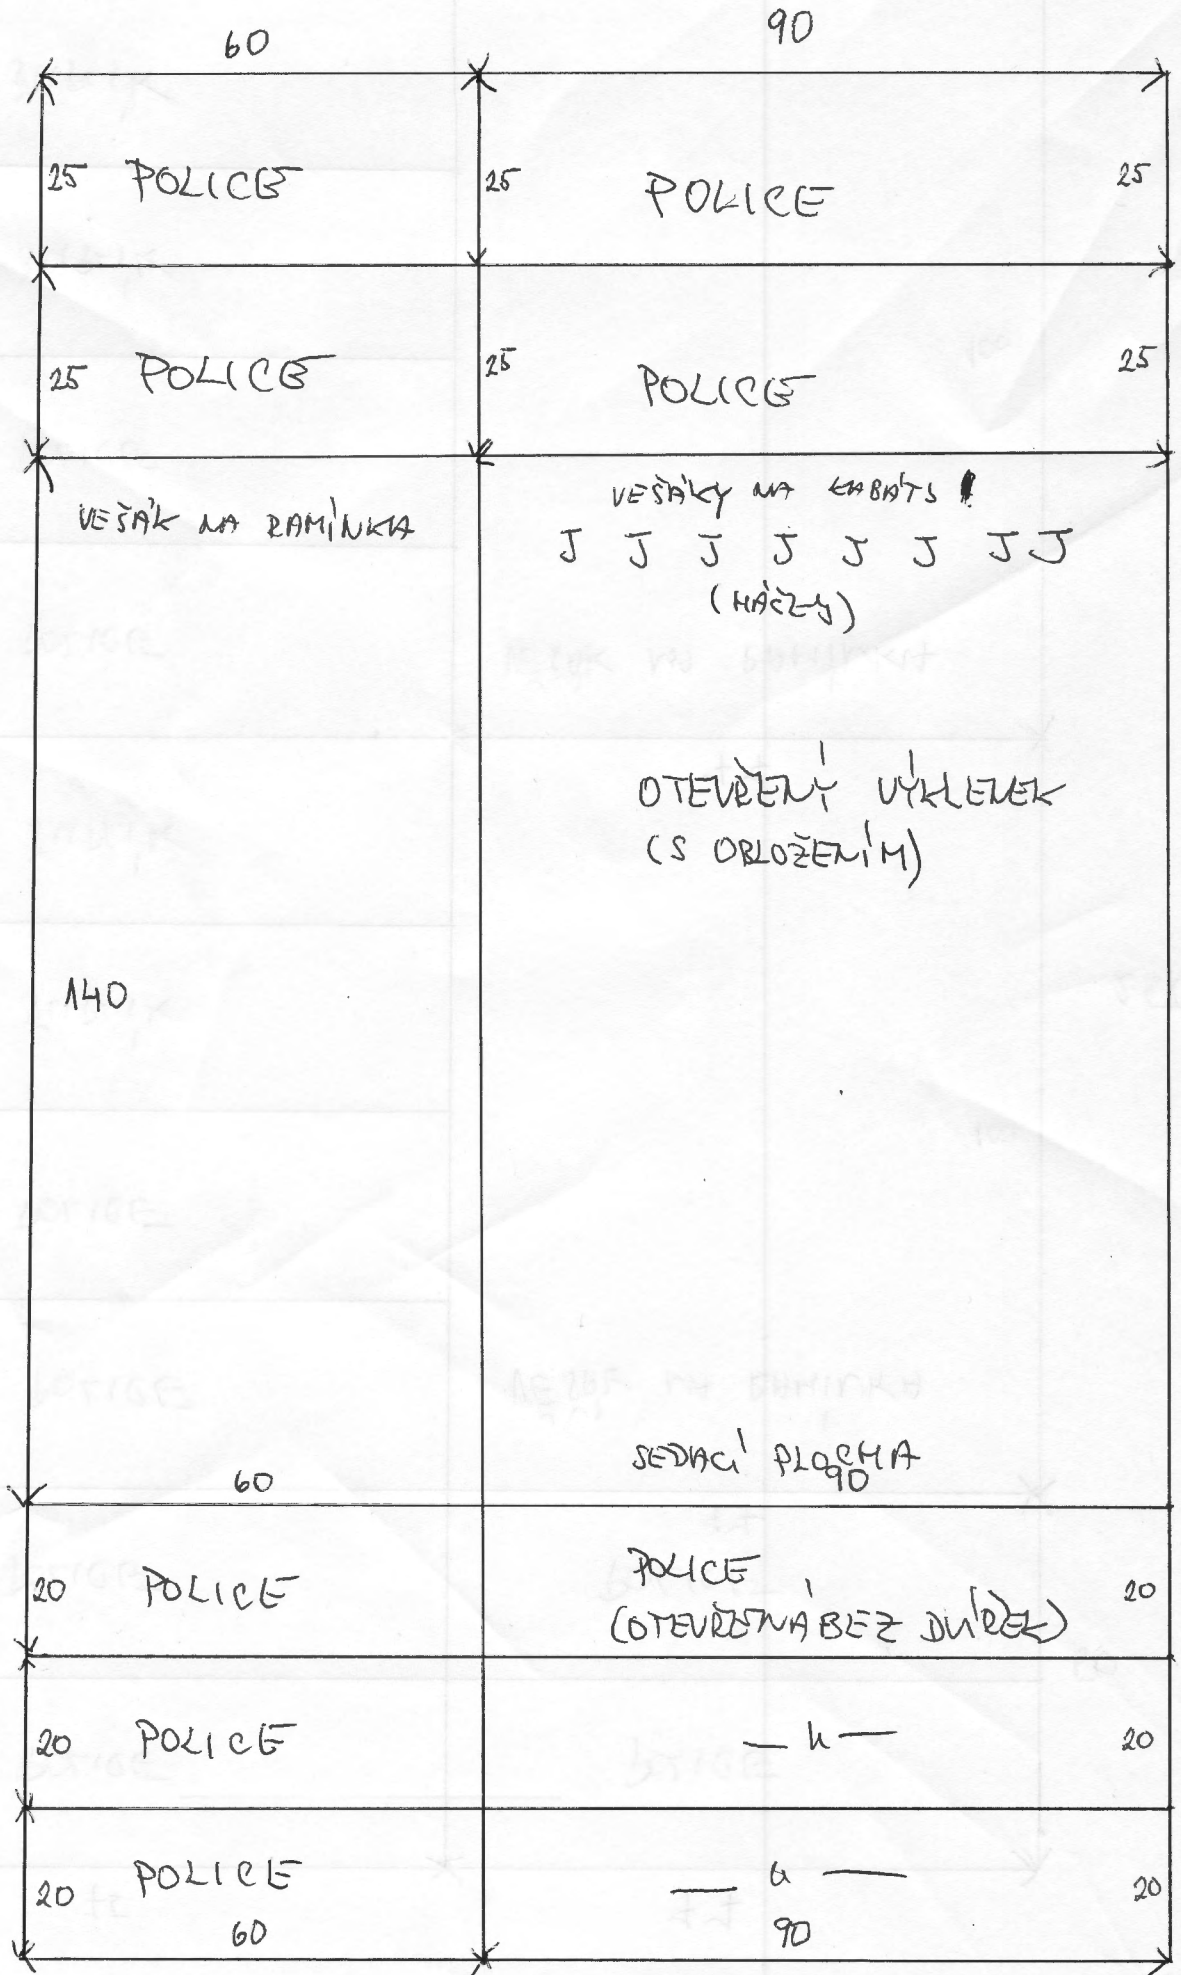 60 90
25 POLICE 25 POLICE 25
25 POLICE 25 POLICE 25
VEŠÁK NA RAMÍNKA
VEŠÁKY NA KABÁTY
J J J J J J J J
(HÁČKY)
OTEVŘENÝ VÝKLENEK
(S OBLOŽENÍM)
140
SEDACÍ PLOCHA
60 90
20 POLICE
POLICE 20
(OTEVŘENÁ BEZ DVÍŘEK)
20 POLICE — " — 20
20 POLICE — " — 20
60 90